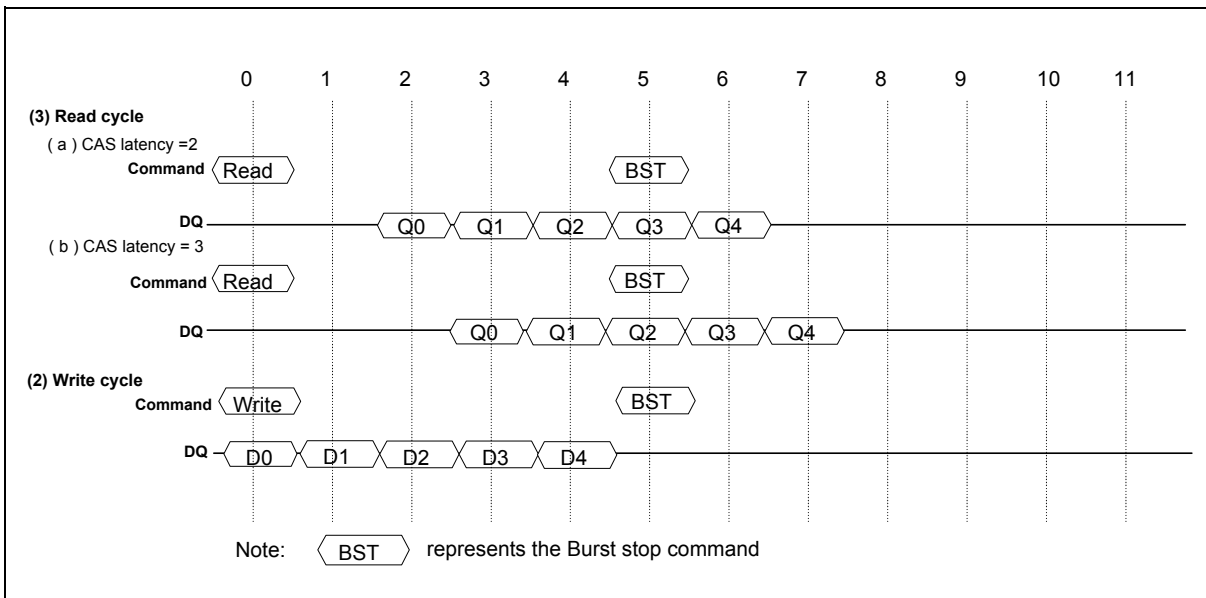 0 1 2 3 4 5 6 7 8 9 10 11
(3) Read cycle
( a ) CAS latency =2
Command Read BST
DQ Q0 Q1 Q2 Q3 Q4
( b ) CAS latency = 3
Command Read BST
DQ Q0 Q1 Q2 Q3 Q4
(2) Write cycle
Command Write BST
DQ D0 D1 D2 D3 D4
Note: BST represents the Burst stop command